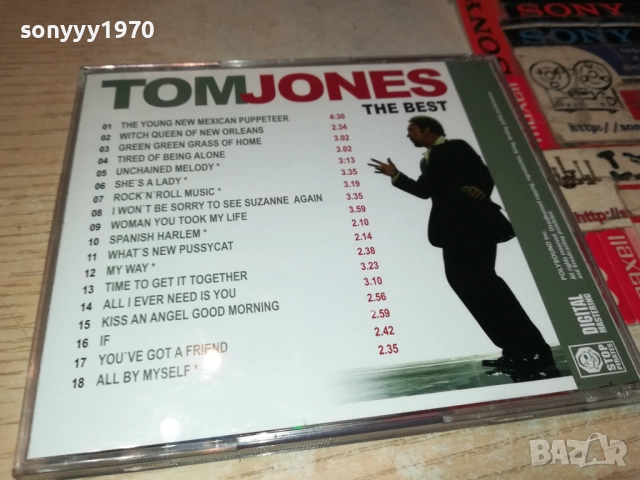 sonyyy1970
TOMJONES
THE BEST
01 THE YOUNG NEW MEXICAN PUPPETEER 4:30
02 WITCH QUEEN OF NEW ORLEANS 2.34
03 GREEN GREEN GRASS OF HOME 3.02
04 TIRED OF BEING ALONE 3.02
05 UNCHAINED MELODY * 3:13
06 SHE`S A LADY * 3.35
07 ROCK`N`ROLL MUSIC * 3.19
08 I WON`T BE SORRY TO SEE SUZANNE AGAIN 3.35
09 WOMAN YOU TOOK MY LIFE 3.59
10 SPANISH HARLEM * 2.10
11 WHAT`S NEW PUSSYCAT 2.14
12 MY WAY * 2.38
13 TIME TO GET IT TOGETHER 3.23
14 ALL I EVER NEED IS YOU 3.10
15 KISS AN ANGEL GOOD MORNING 2.56
16 IF 2.59
17 YOU`VE GOT A FRIEND 2.42
18 ALL BY MYSELF * 2.35
DIGITAL
MASTERING
STOP
PIRATES
SONY
SONY
maxell
http://s
maxell
BAZAR